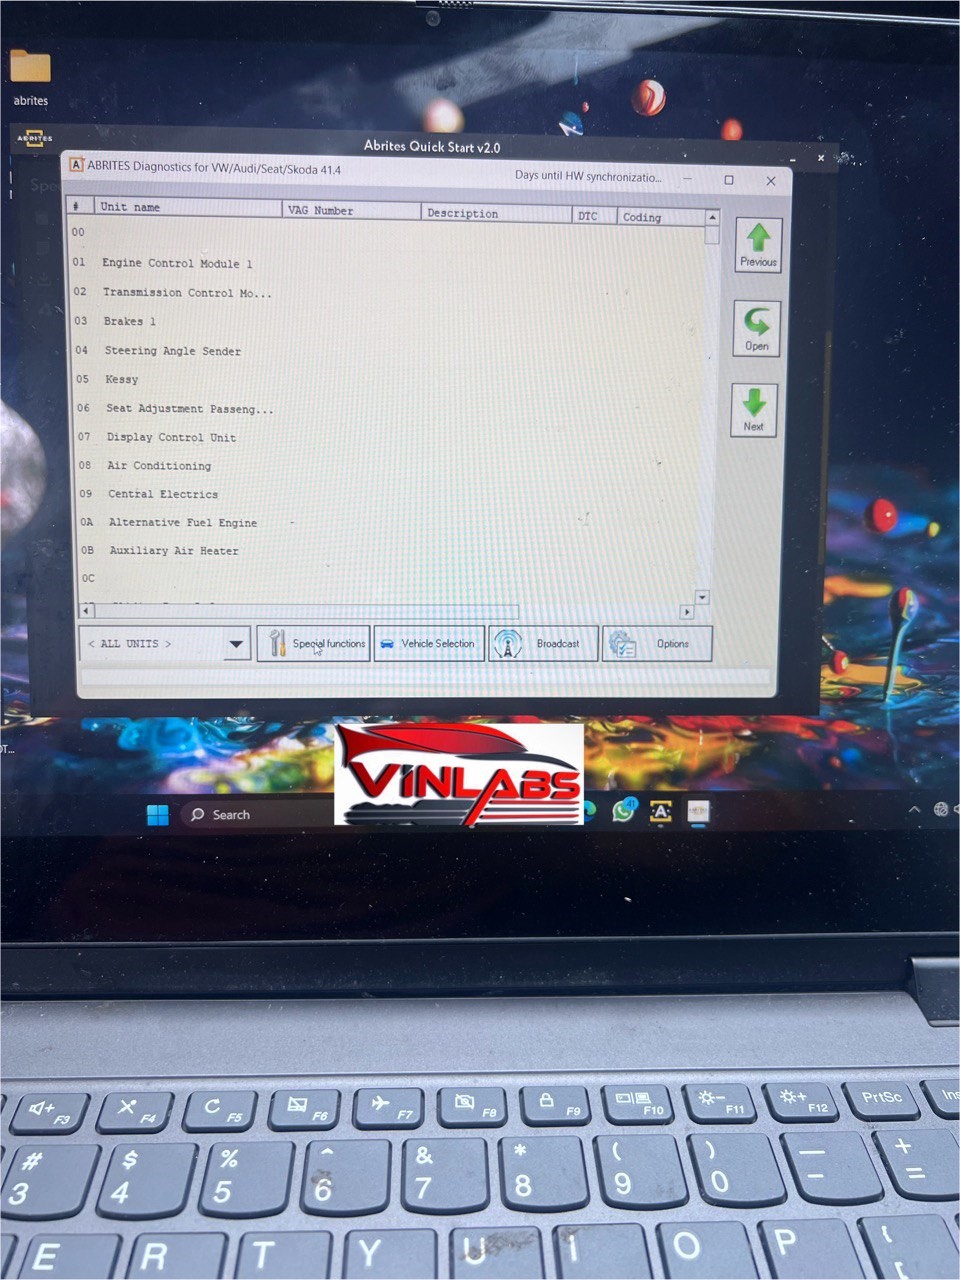 abrites
ABRITES
Abrites Quick Start v2.0
ABRITES Diagnostics for VW/Audi/Seat/Skoda 41.4
Days until HW synchronizatio...
# Unit name VAG Number Description DTC Coding
00
01 Engine Control Module 1
02 Transmission Control Mo...
03 Brakes 1
04 Steering Angle Sender
05 Kessy
06 Seat Adjustment Passeng...
07 Display Control Unit
08 Air Conditioning
09 Central Electrics
0A Alternative Fuel Engine -
0B Auxiliary Air Heater
0C
Previous
Open
Next
< ALL UNITS > Special functions Vehicle Selection Broadcast Options
VINLABS
Search
41
F3 F4 F5 F6 F7 F8 F9 F10 F11 F12 PrtSc Ins
# $ % ^ & * ( ) — +
3 4 5 6 7 8 9 0 - =
E R T Y U I O P {
[